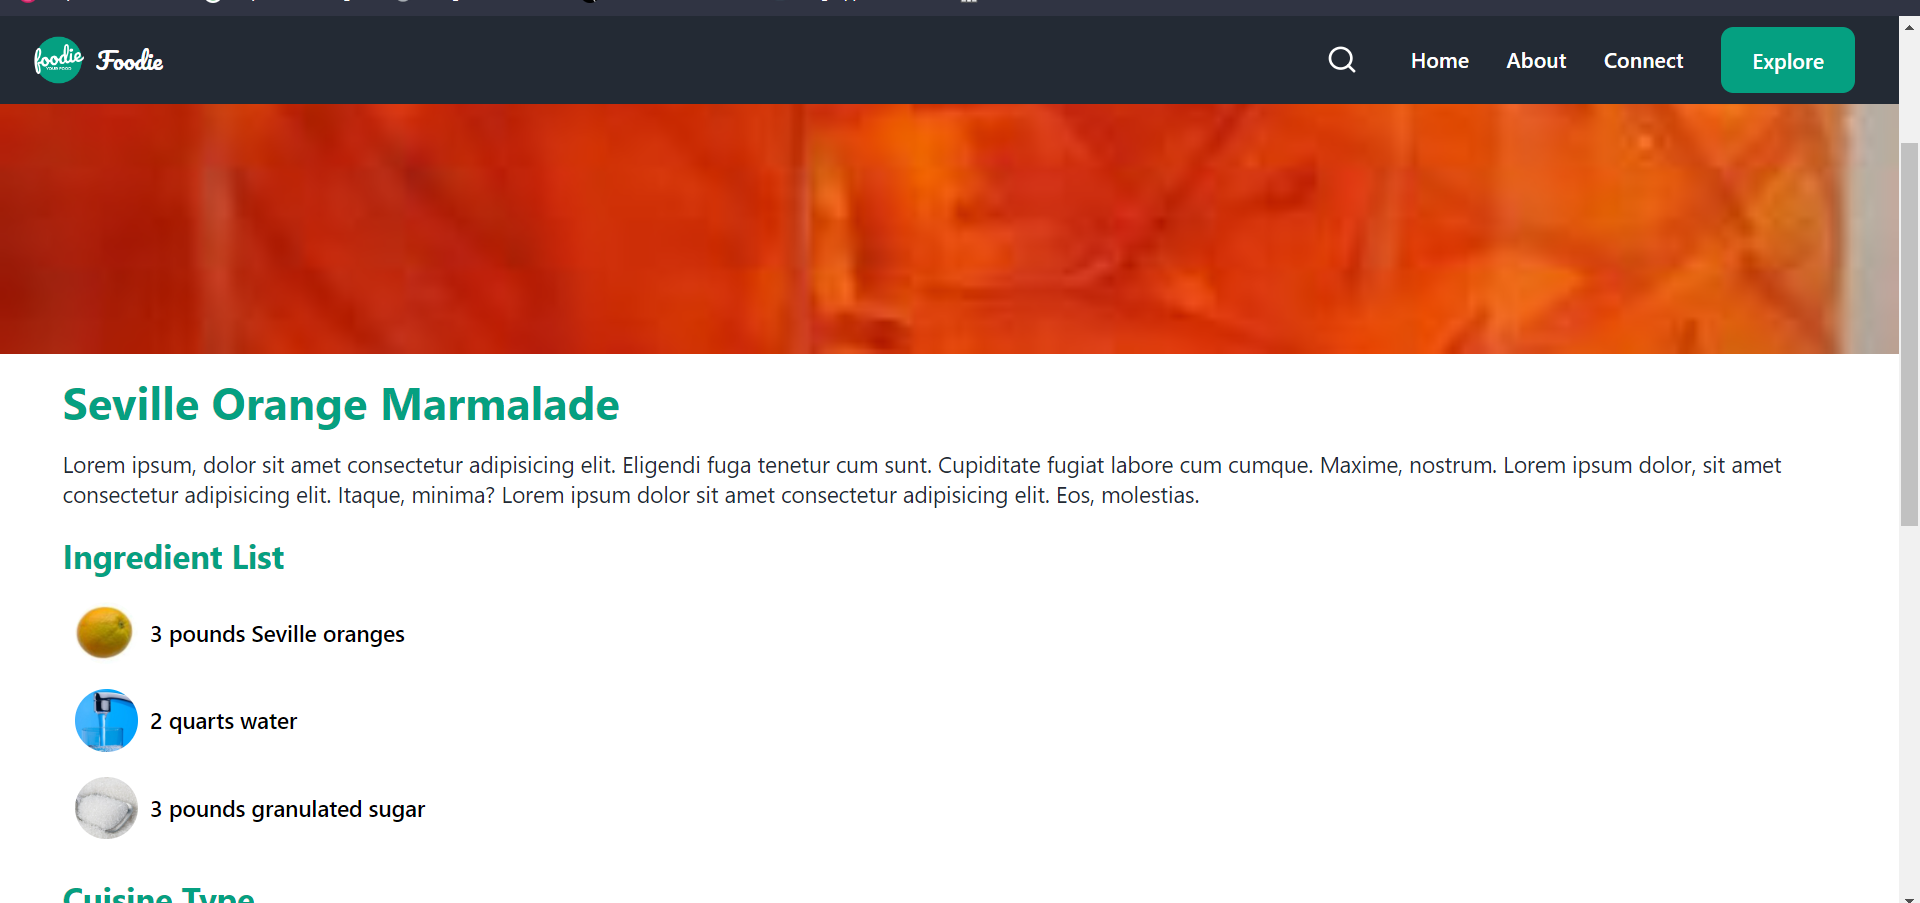 foodie
YOUR FOOD
Foodie
Home
About
Connect
Explore
Seville Orange Marmalade
Lorem ipsum, dolor sit amet consectetur adipisicing elit. Eligendi fuga tenetur cum sunt. Cupiditate fugiat labore cum cumque. Maxime, nostrum. Lorem ipsum dolor, sit amet
consectetur adipisicing elit. Itaque, minima? Lorem ipsum dolor sit amet consectetur adipisicing elit. Eos, molestias.
Ingredient List
3 pounds Seville oranges
2 quarts water
3 pounds granulated sugar
Cuisine Type